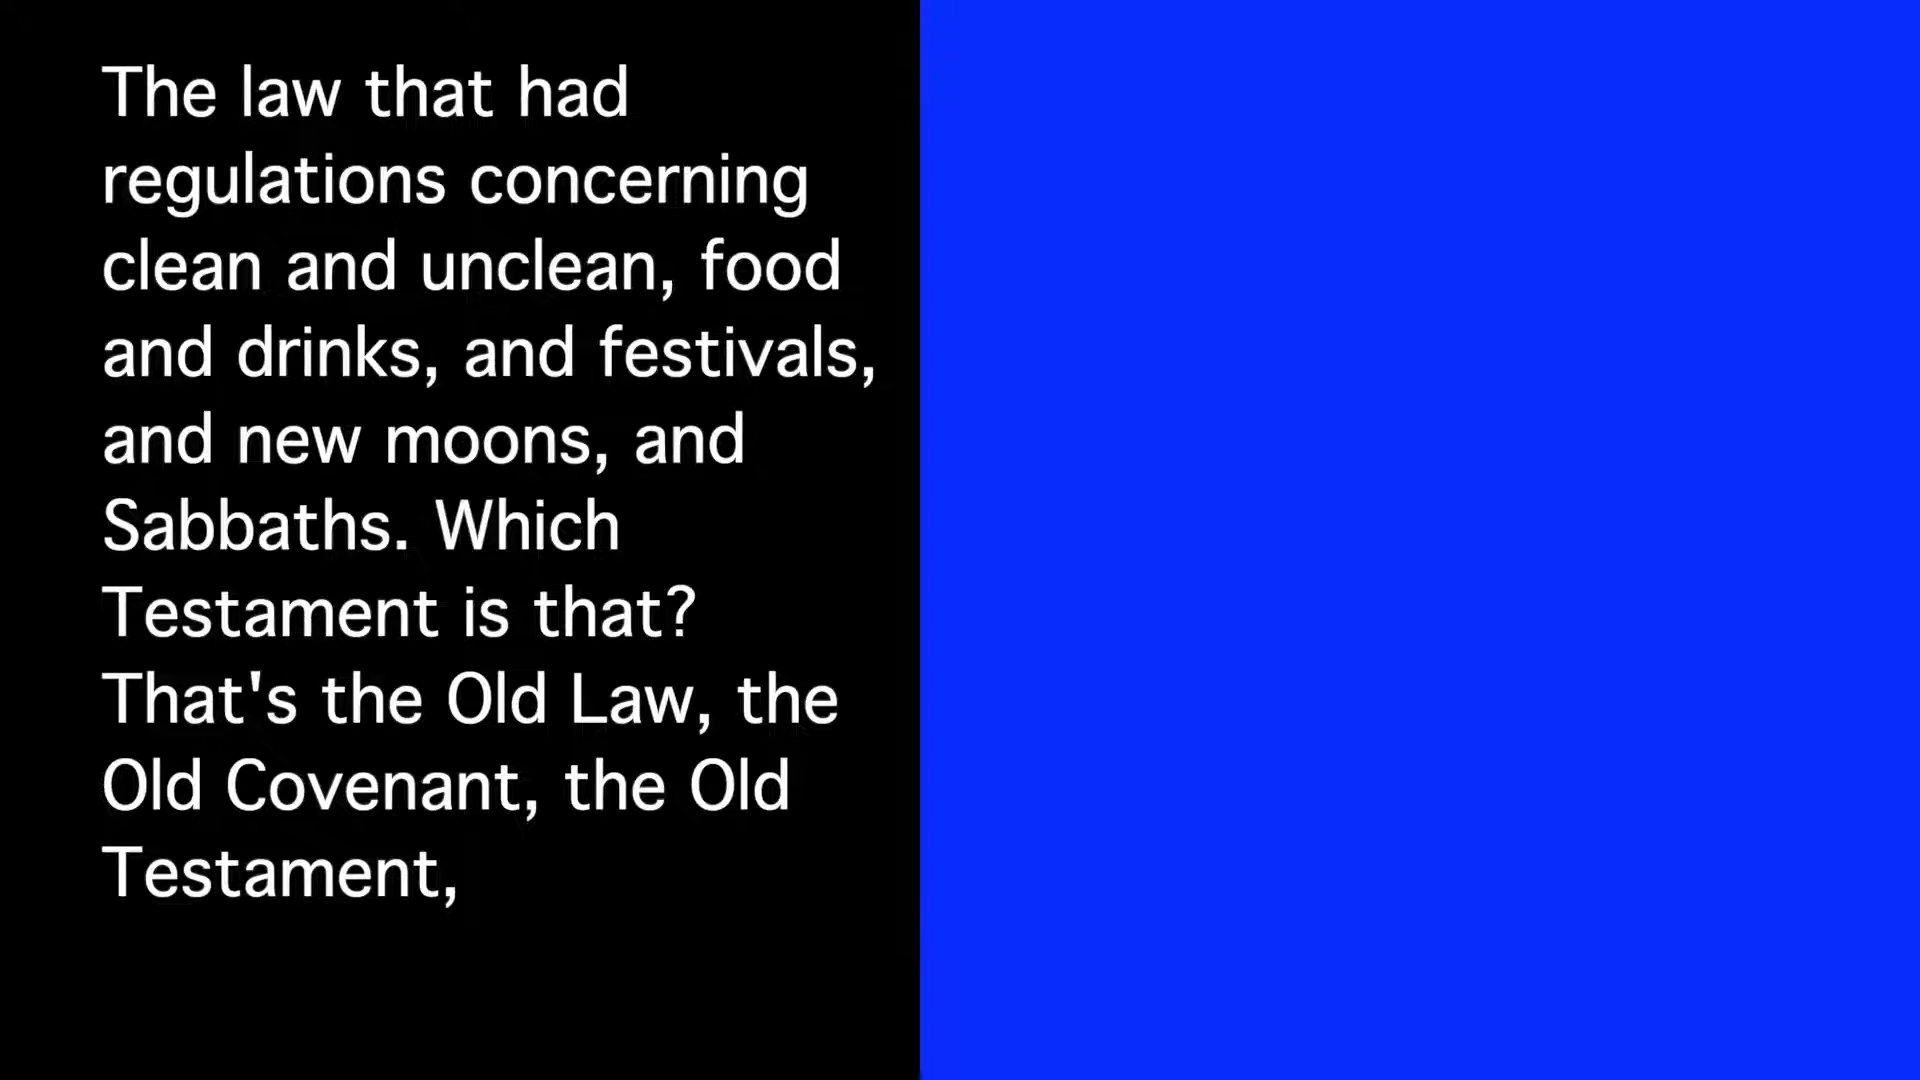 The law that had
regulations concerning
clean and unclean, food
and drinks, and festivals,
and new moons, and
Sabbaths. Which
Testament is that?
That's the Old Law, the
Old Covenant, the Old
Testament,